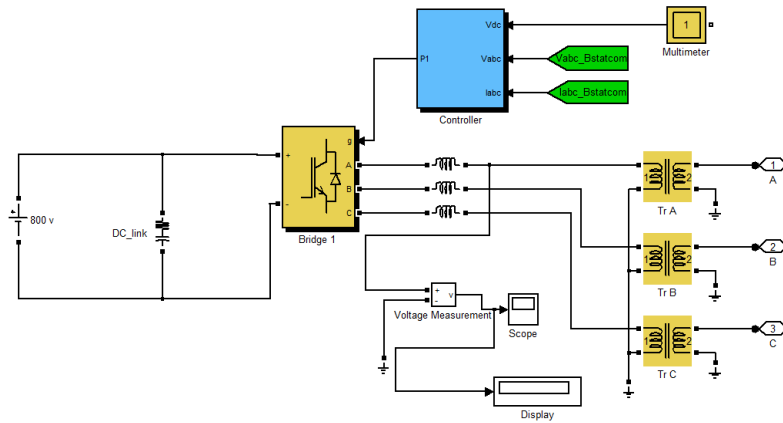 Vdc
1
Multimeter
P1
Vabc
Vabc_Bstatcom
Iabc
Iabc_Bstatcom
Controller
g
+
A
1 2
1
A
B
-
C
Tr A
800 v
DC_link
Bridge 1
1 2
2
B
Tr B
+
-
v
Voltage Measurement
Scope
1 2
3
C
Tr C
Display